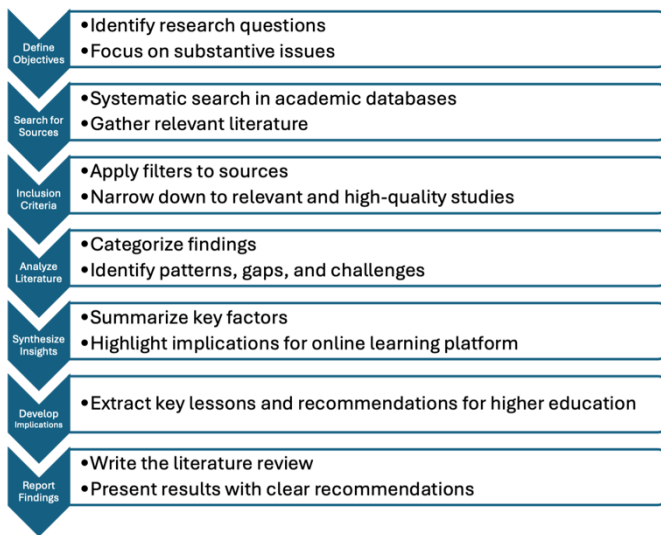 Define
Objectives
•Identify research questions
•Focus on substantive issues
Search for
Sources
•Systematic search in academic databases
•Gather relevant literature
Inclusion
Criteria
•Apply filters to sources
•Narrow down to relevant and high-quality studies
Analyze
Literature
•Categorize findings
•Identify patterns, gaps, and challenges
Synthesize
Insights
•Summarize key factors
•Highlight implications for online learning platform
Develop
Implications
•Extract key lessons and recommendations for higher education
Report
Findings
•Write the literature review
•Present results with clear recommendations